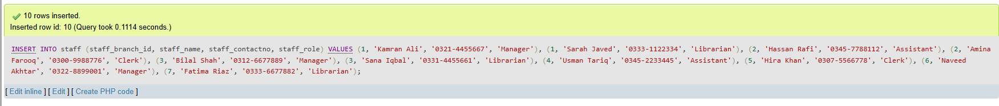 10 rows inserted.
Inserted row id: 10 (Query took 0.1114 seconds.)
INSERT INTO staff (staff_branch_id, staff_name, staff_contactno, staff_role) VALUES (1, 'Kamran Ali', '0321-4455667', 'Manager'), (1, 'Sarah Javed', '0333-1122334', 'Librarian'), (2, 'Hassan Rafi', '0345-7788112', 'Assistant'), (2, 'Amina
Farooq', '0300-9988776', 'Clerk'), (3, 'Bilal Shah', '0312-6677889', 'Manager'), (3, 'Sana Iqbal', '0331-4455661', 'Librarian'), (4, 'Usman Tariq', '0345-2233445', 'Assistant'), (5, 'Hira Khan', '0307-5566778', 'Clerk'), (6, 'Naveed
Akhtar', '0322-8899001', 'Manager'), (7, 'Fatima Riaz', '0333-6677882', 'Librarian');
[ Edit inline ] [ Edit ] [ Create PHP code ]